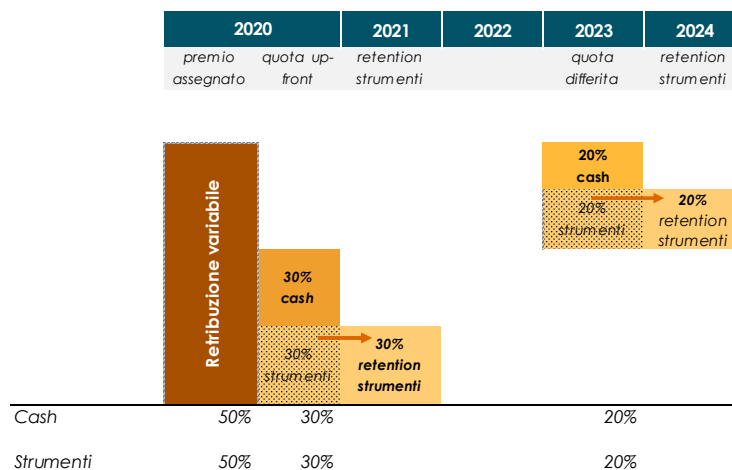 2020 2021 2022 2023 2024
premio assegnato
quota up-front
retention strumenti
quota differita
retention strumenti
Retribuzione variabile
30%
cash
30%
strumenti
30%
retention
strumenti
20%
cash
20%
strumenti
20%
retention
strumenti
Cash 50% 30% 20%
Strumenti 50% 30% 20%